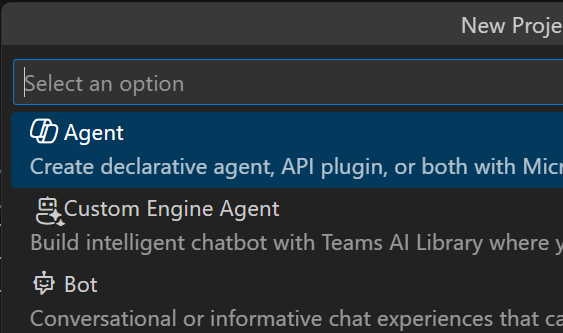 New Proje
Select an option
Agent
Create declarative agent, API plugin, or both with Micr
Custom Engine Agent
Build intelligent chatbot with Teams AI Library where y
Bot
Conversational or informative chat experiences that ca